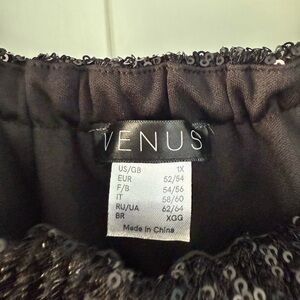 VENUS
US/GB 1X
EUR 52/54
F/B 54/56
IT 58/60
RU/UA 62/64
BR XGG
Made in China